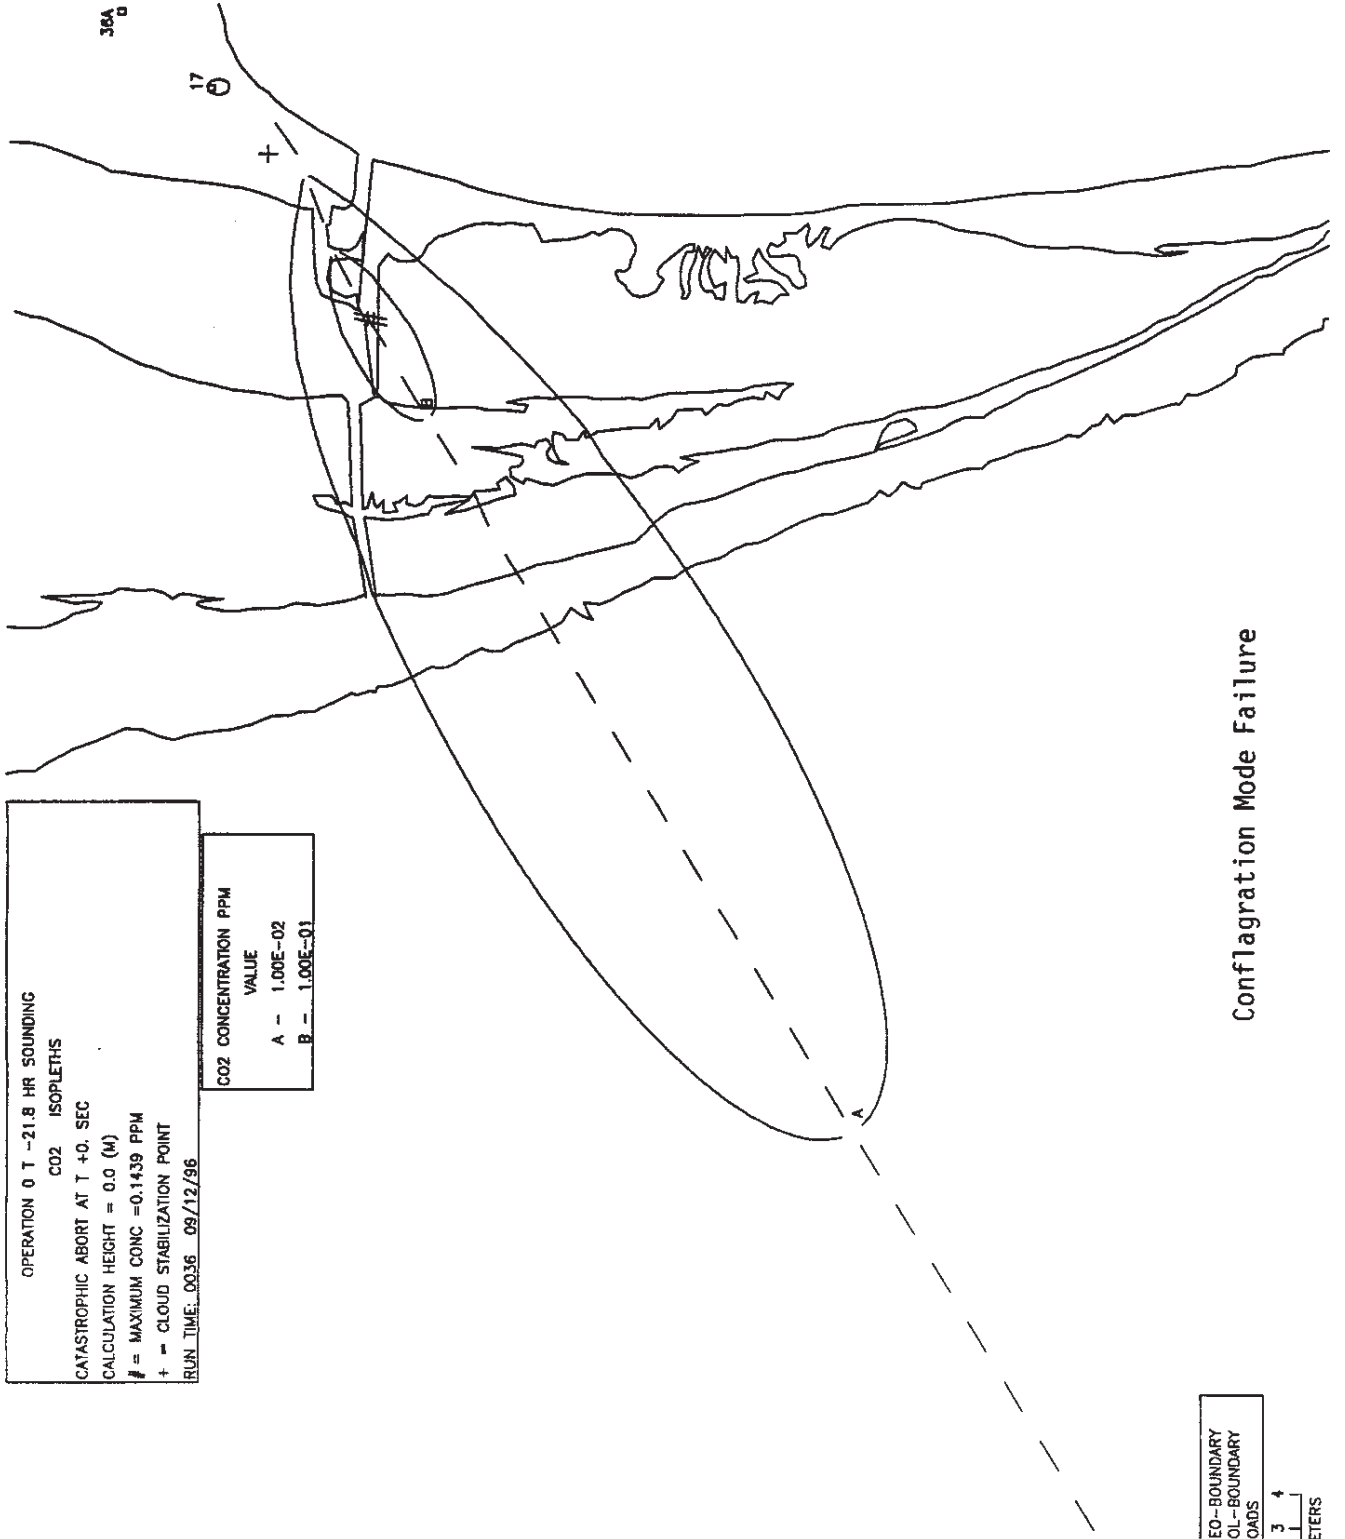 OPERATION 0 T -21.8 HR SOUNDING
CO2 ISOPLETHS
CATASTROPHIC ABORT AT T +0. SEC
CALCULATION HEIGHT = 0.0 (M)
# = MAXIMUM CONC =0.1439 PPM
+ = CLOUD STABILIZATION POINT
RUN TIME: 0036 09/12/96
CO2 CONCENTRATION PPM
VALUE
A - 1.00E-02
B - 1.00E-01
36A
17
+
#
B
A
Conflagration Mode Failure
EO-BOUNDARY
OL-BOUNDARY
OADS
3 4
ETERS